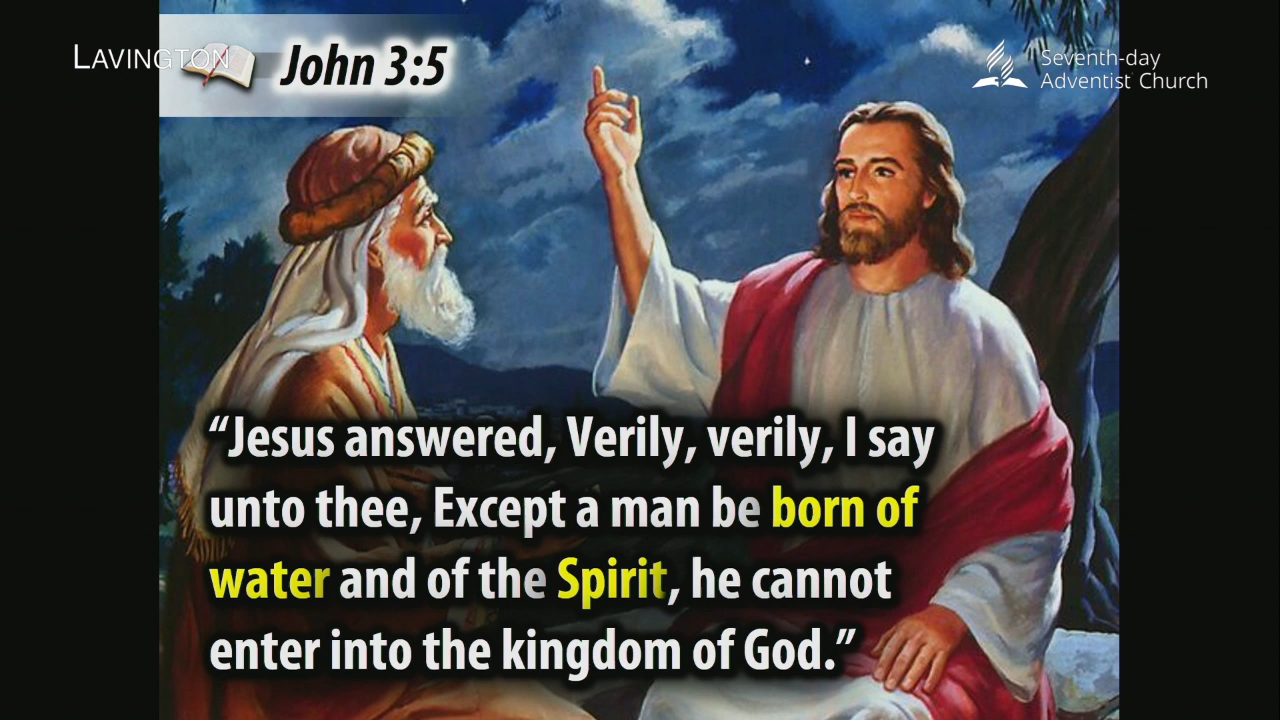 LAVINGTON
John 3:5
Seventh-day
Adventist Church
“Jesus answered, Verily, verily, I say
unto thee, Except a man be born of
water and of the Spirit, he cannot
enter into the kingdom of God.”